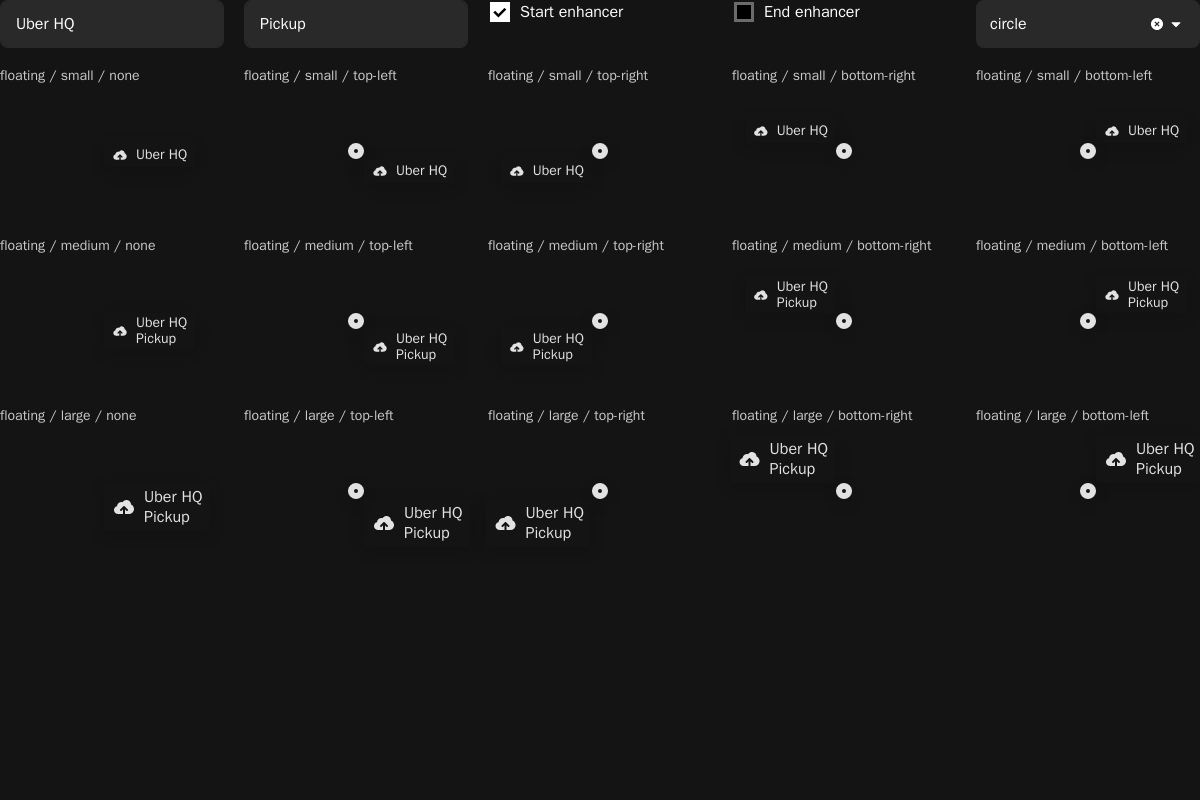 Uber HQ
Pickup
Start enhancer
End enhancer
circle
floating / small / none
floating / small / top-left
floating / small / top-right
floating / small / bottom-right
floating / small / bottom-left
Uber HQ
Uber HQ
Uber HQ
Uber HQ
Uber HQ
floating / medium / none
floating / medium / top-left
floating / medium / top-right
floating / medium / bottom-right
floating / medium / bottom-left
Uber HQ
Pickup
Uber HQ
Pickup
Uber HQ
Pickup
Uber HQ
Pickup
Uber HQ
Pickup
floating / large / none
floating / large / top-left
floating / large / top-right
floating / large / bottom-right
floating / large / bottom-left
Uber HQ
Pickup
Uber HQ
Pickup
Uber HQ
Pickup
Uber HQ
Pickup
Uber HQ
Pickup